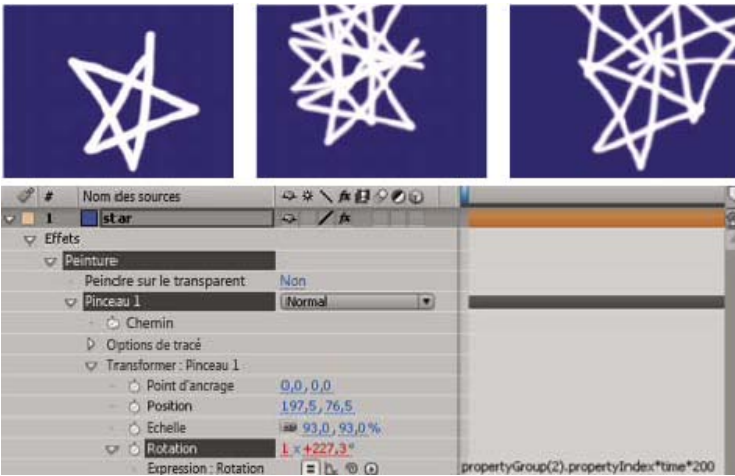 # Nom des sources
1 star
Effets
Peinture
Peindre sur le transparent Non
Pinceau 1 Normal
Chemin
Options de tracé
Transformer : Pinceau 1
Point d'ancrage 0,0,0,0
Position 197,5,76,5
Echelle 93,0,93,0%
Rotation 1 x +227,3°
Expression : Rotation propertyGroup(2).propertyIndex*time*200